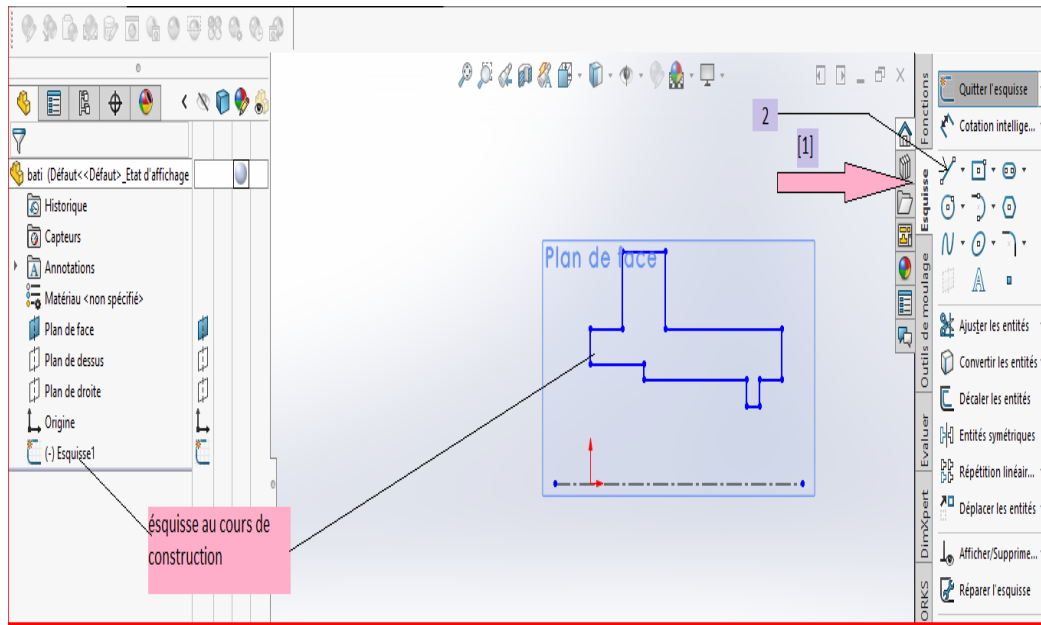 bati (Défaut<<Défaut>_Etat d'affichage
Historique
Capteurs
A Annotations
Matériau <non spécifié>
Plan de face
Plan de dessus
Plan de droite
Origine
(-) Esquisse1
ésquisse au cours de
construction
Plan de face
2
[1]
Fonctions
Esquisse
Outils de moulage
Evaluer
DimXpert
ORKS
Quitter l'esquisse
Cotation intellige...
A
Ajuster les entités
Convertir les entités
Décaler les entités
Entités symétriques
Répétition linéair...
Déplacer les entités
Afficher/Supprime...
Réparer l'esquisse